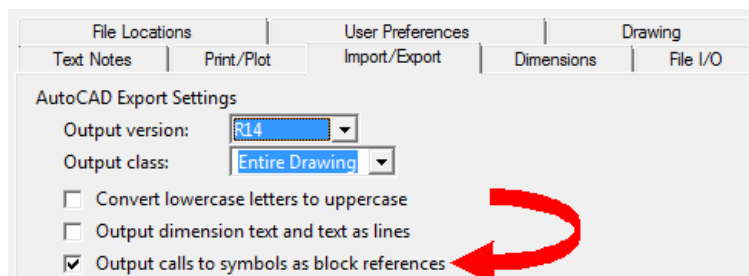 File Locations User Preferences Drawing
Text Notes Print/Plot Import/Export Dimensions File I/O
AutoCAD Export Settings
Output version: R14
Output class: Entire Drawing
Convert lowercase letters to uppercase
Output dimension text and text as lines
Output calls to symbols as block references